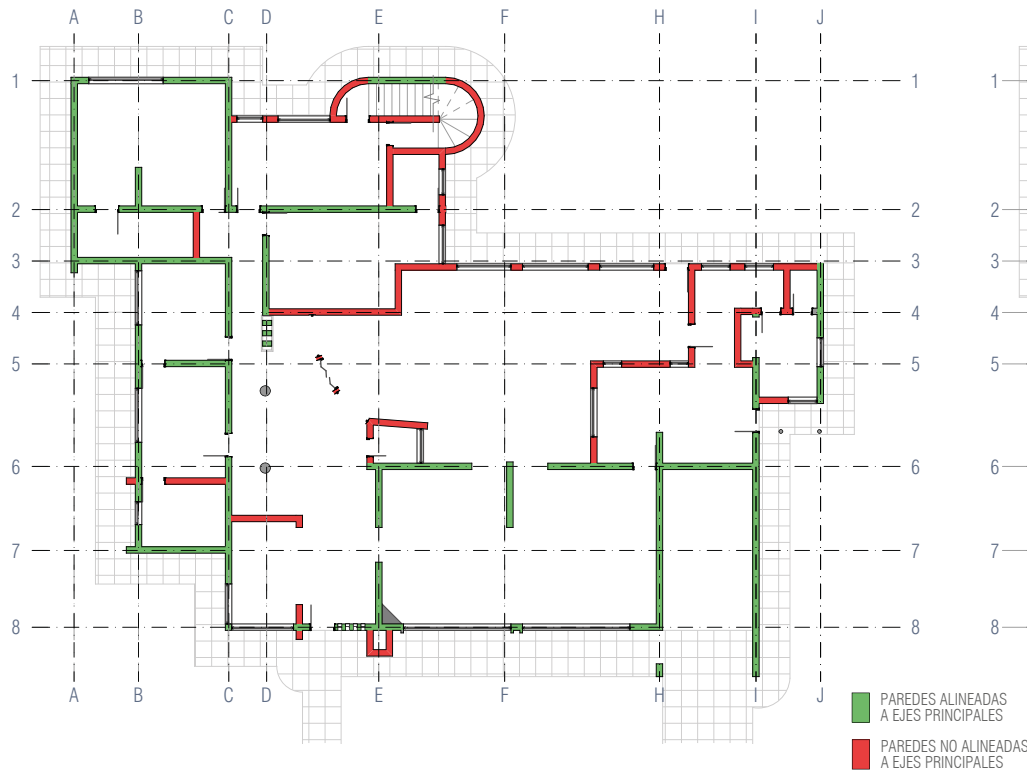 A B C D E F H I J
1 1 1
2 2 2
3 3 3
4 4 4
5 5 5
6 6 6
7 7 7
8 8 8
A B C D E F H I J
PAREDES ALINEADAS
A EJES PRINCIPALES
PAREDES NO ALINEADAS
A EJES PRINCIPALES